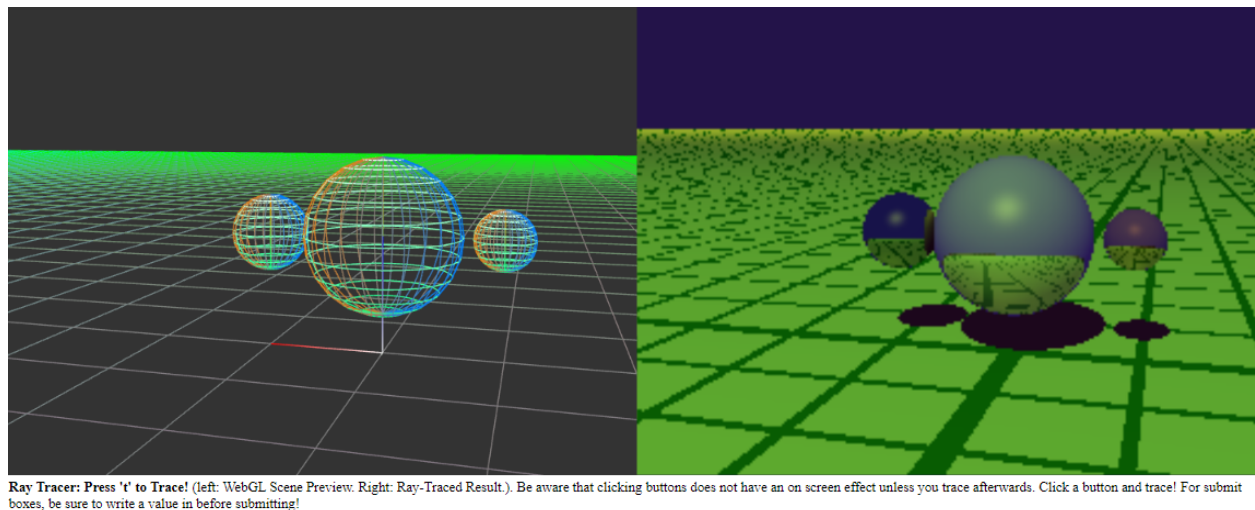 Ray Tracer: Press 't' to Trace! (left: WebGL Scene Preview. Right: Ray-Traced Result.). Be aware that clicking buttons does not have an on screen effect unless you trace afterwards. Click a button and trace! For submit
boxes, be sure to write a value in before submitting!